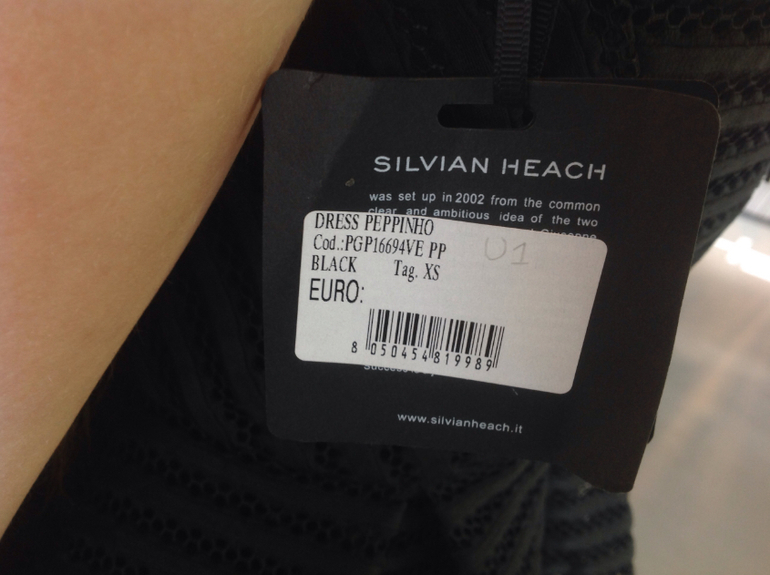 SILVIAN HEACH
was set up in 2002 from the common
clear and ambitious idea of the two
DRESS PEPPINHO
Cod.:PGP16694VE PP
U1
BLACK Tag. XS
EURO:
8 050454 819989
www.silvianheach.it